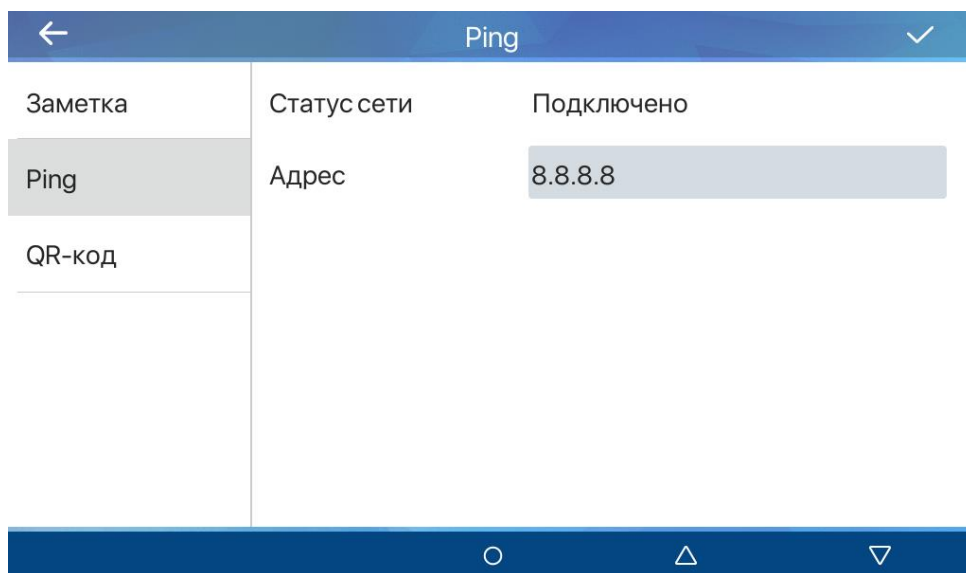 Ping
Заметка
Ping
QR-код
Статус сети Подключено
Адрес 8.8.8.8